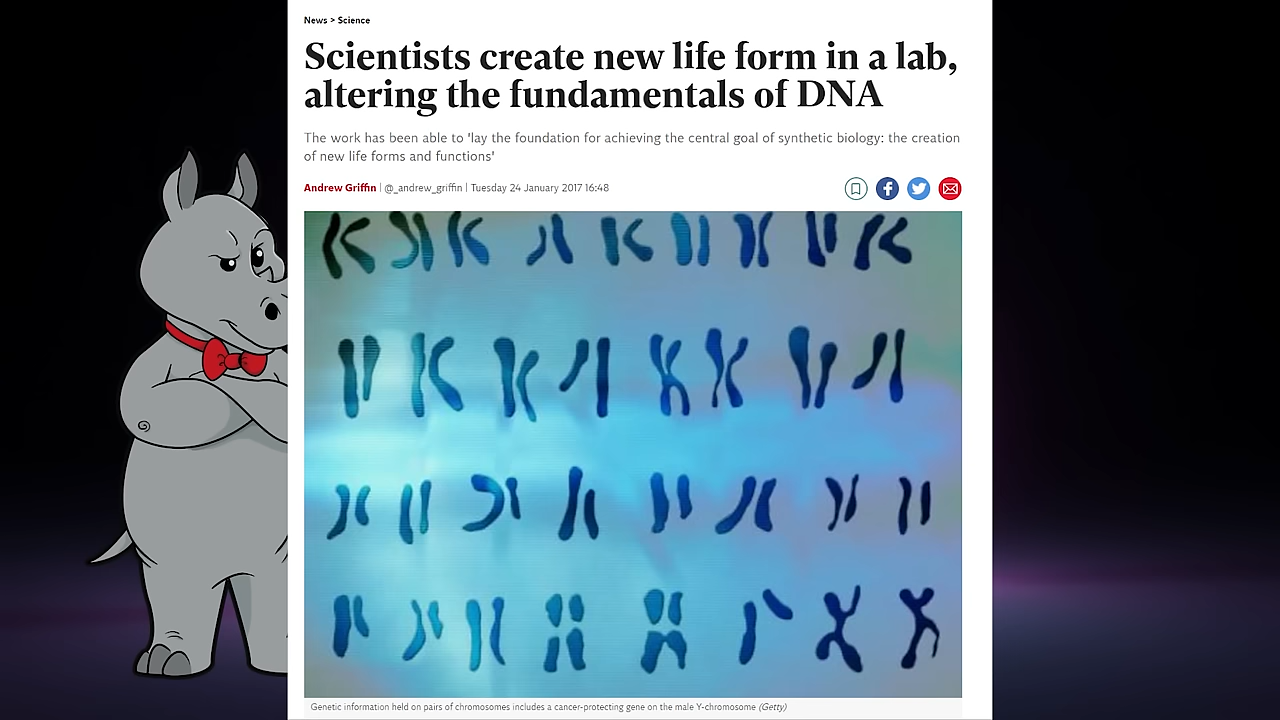 News > Science
Scientists create new life form in a lab,
altering the fundamentals of DNA
The work has been able to 'lay the foundation for achieving the central goal of synthetic biology: the creation
of new life forms and functions'
Andrew Griffin | @_andrew_griffin | Tuesday 24 January 2017 16:48
Genetic information held on pairs of chromosomes includes a cancer-protecting gene on the male Y-chromosome (Getty)